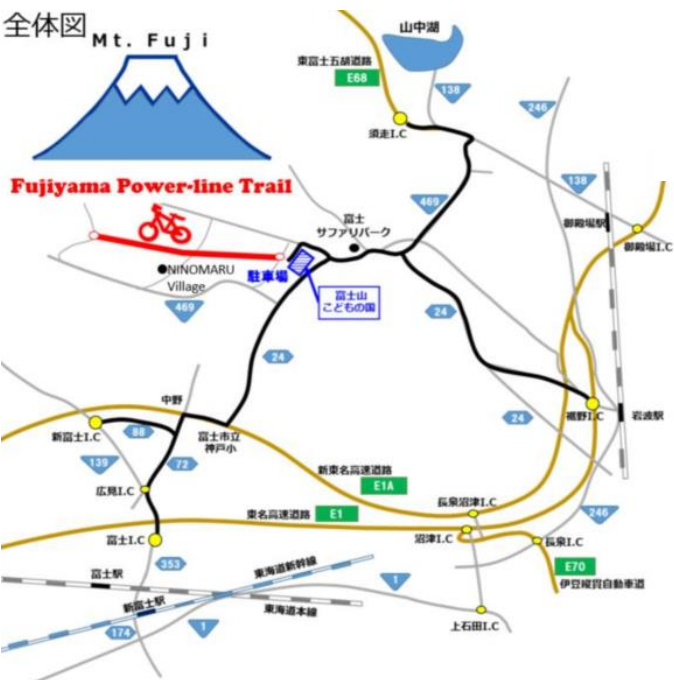 全体図
Mt. Fuji
山中湖
東富士五胡道路
E68
138
246
須走I.C
138
Fujiyama Power-line Trail
469
富士
サファリパーク
御殿場駅
御殿場I.C
NINOMARU
Village
駐車場
富士山
こどもの国
469
24
24
中野
新富士I.C
88
富士市立
神戸小
24
裾野I.C
岩波駅
139
72
新東名高速道路
E1A
広見I.C
東名高速道路
E1
長泉沼津I.C
246
沼津I.C
長泉I.C
富士I.C
353
E70
伊豆縦貫自動車道
富士駅
東海道新幹線
1
新富士駅
東海道本線
174
1
上石田I.C